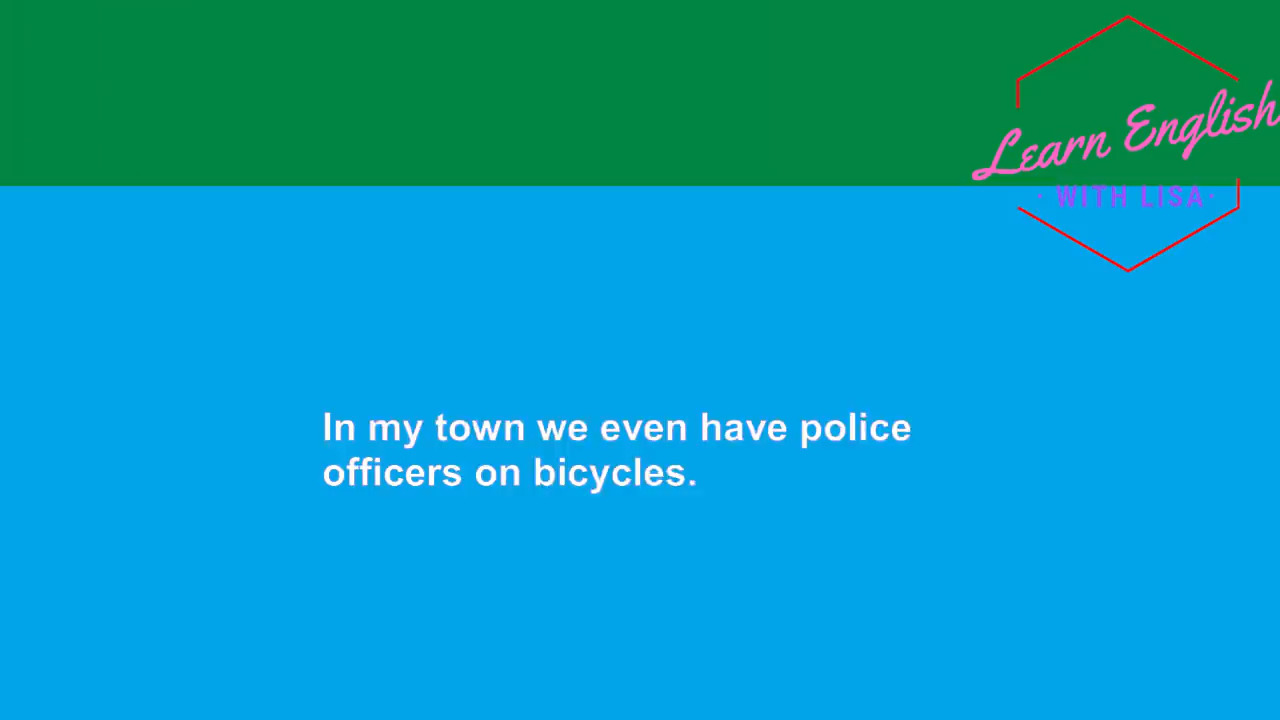 Learn English
· WITH LISA ·
In my town we even have police
officers on bicycles.